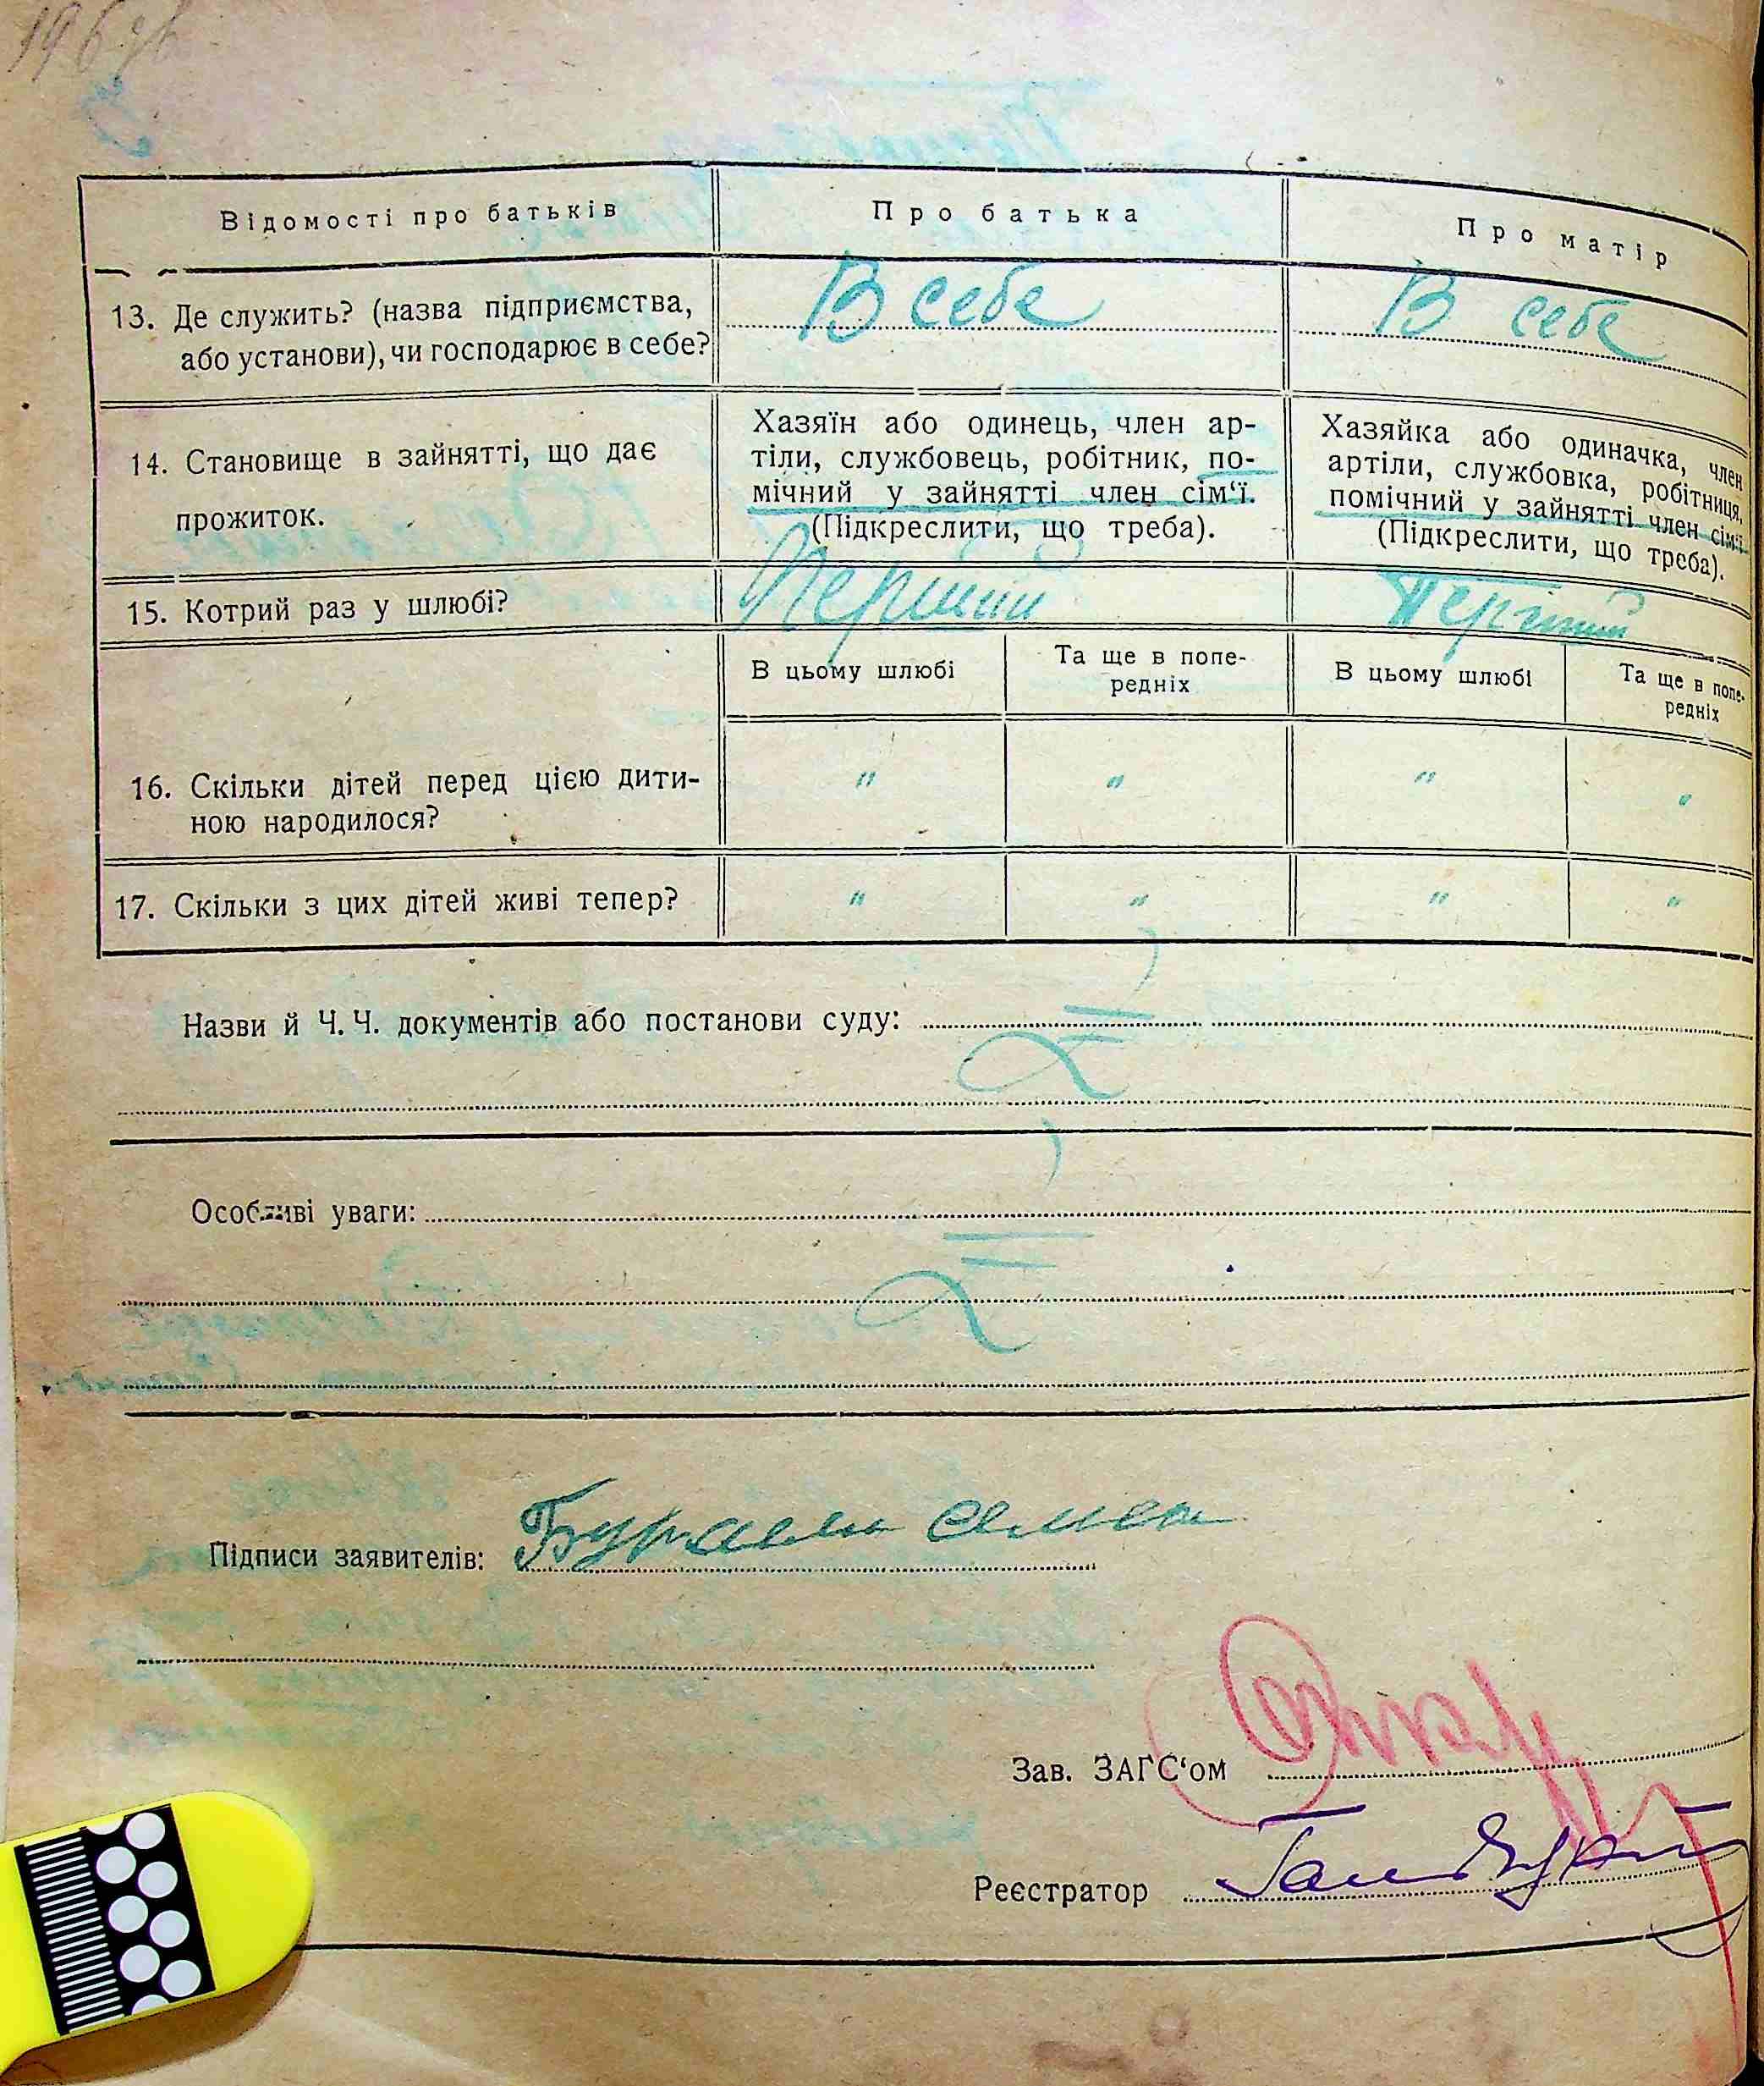 Відомості про батьків
Про батька
Про матір
13. Де служить? (назва підприємства,
або установи), чи господарює в себе?
В себе
В себе
14. Становище в зайнятті, що дає
прожиток.
Хазяїн або одинець, член ар-
тіли, службовець, робітник, по-
мічний у зайнятті член сім‘ї.
(Підкреслити, що треба).
Хазяйка або одиначка, член
артіли, службовка, робітниця,
помічний у зайнятті член сім‘ї.
(Підкреслити, що треба).
15. Котрий раз у шлюбі?
Перший
Перший
В цьому шлюбі
Та ще в попе-
редніх
В цьому шлюбі
Та ще в попе-
редніх
16. Скільки дітей перед цією дити-
ною народилося?
"
"
"
"
17. Скільки з цих дітей живі тепер?
"
"
"
"
Назви й Ч. Ч. документів або постанови суду:
Особливі уваги:
Підписи заявителів:
Зав. ЗАГС‘ом
Реєстратор